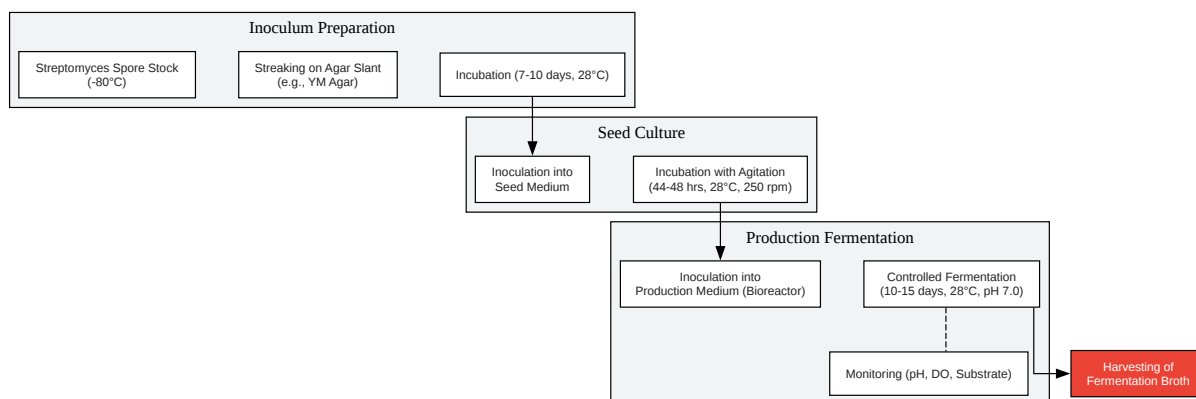 Inoculum Preparation
Streptomyces Spore Stock
(-80°C)
Streaking on Agar Slant
(e.g., YM Agar)
Incubation (7-10 days, 28°C)
Seed Culture
Inoculation into
Seed Medium
Incubation with Agitation
(44-48 hrs, 28°C, 250 rpm)
Production Fermentation
Inoculation into
Production Medium (Bioreactor)
Controlled Fermentation
(10-15 days, 28°C, pH 7.0)
Monitoring (pH, DO, Substrate)
Harvesting of
Fermentation Broth